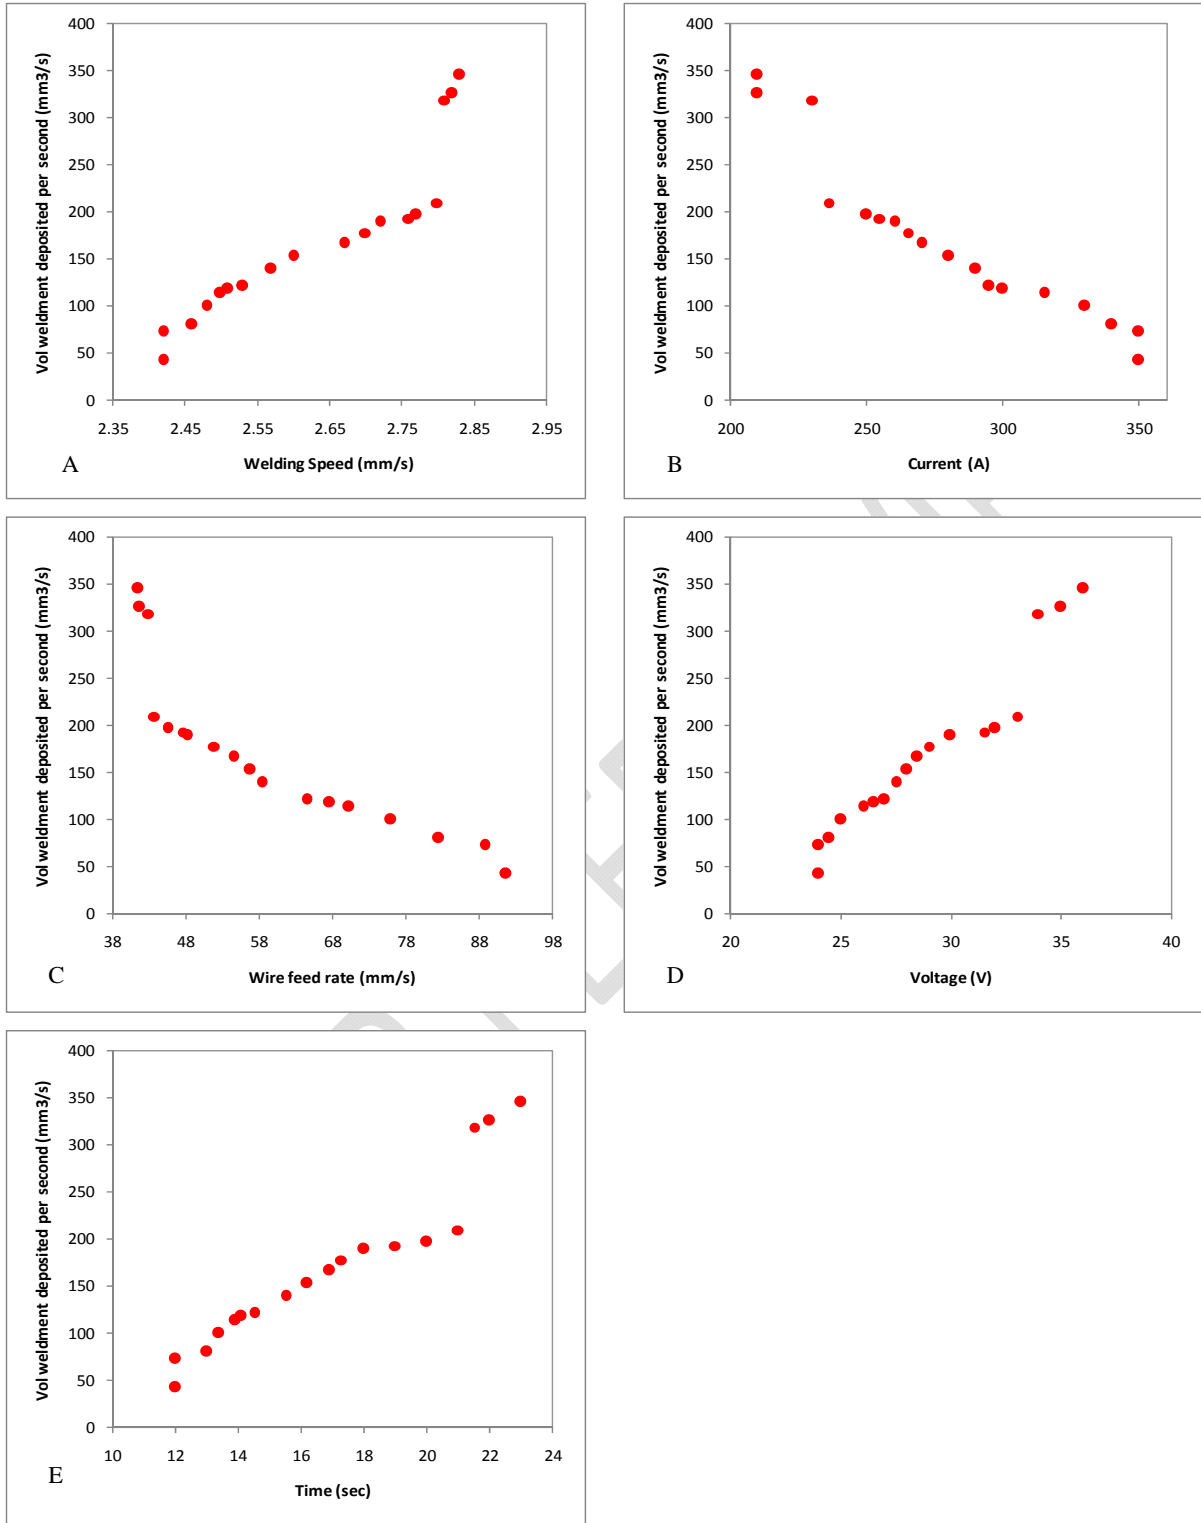 Vol weldment deposited per second (mm3/s)
400
350
300
250
200
150
100
50
0
2.35 2.45 2.55 2.65 2.75 2.85 2.95
A
Welding Speed (mm/s)
Vol weldment deposited per second (mm3/s)
400
350
300
250
200
150
100
50
0
200 250 300 350
B
Current (A)
Vol weldment deposited per second (mm3/s)
400
350
300
250
200
150
100
50
0
38 48 58 68 78 88 98
C
Wire feed rate (mm/s)
Vol weldment deposited per second (mm3/s)
400
350
300
250
200
150
100
50
0
20 25 30 35 40
D
Voltage (V)
Vol weldment deposited per second (mm3/s)
400
350
300
250
200
150
100
50
0
10 12 14 16 18 20 22 24
E
Time (sec)